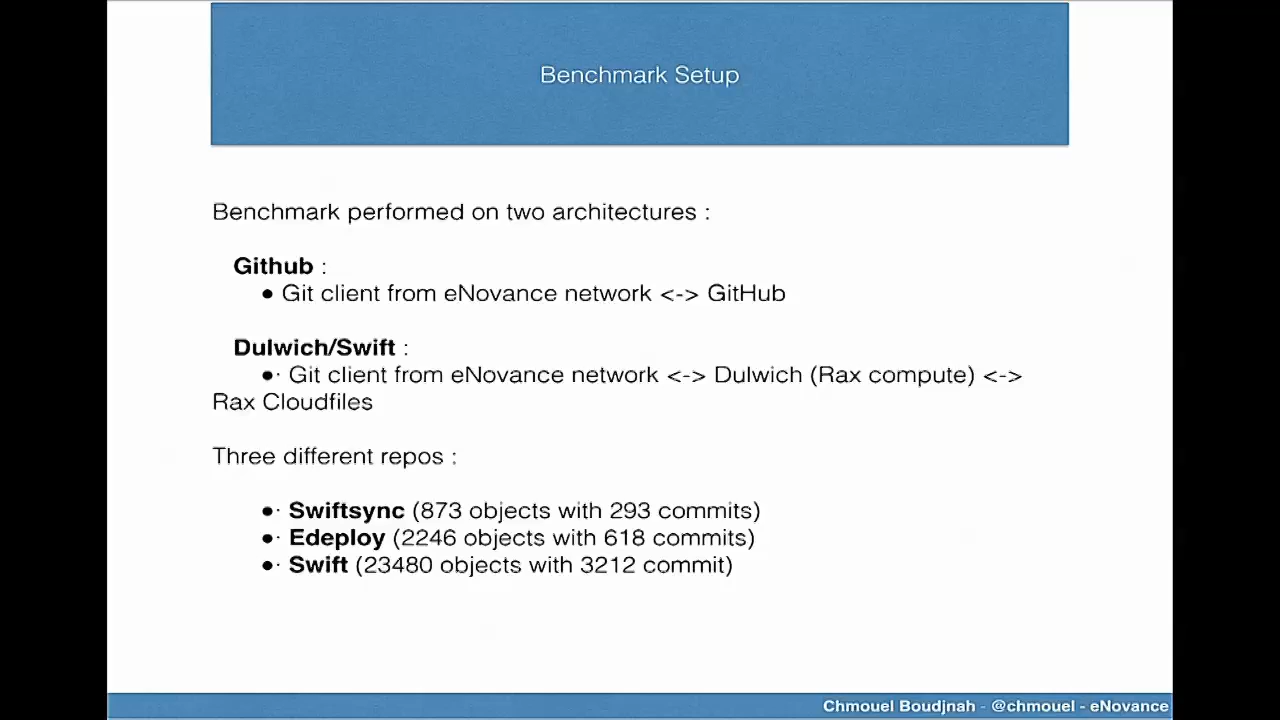 Benchmark Setup
Benchmark performed on two architectures :
Github :
● Git client from eNovance network <-> GitHub
Dulwich/Swift :
●· Git client from eNovance network <-> Dulwich (Rax compute) <->
Rax Cloudfiles
Three different repos :
●· Swiftsync (873 objects with 293 commits)
●· Edeploy (2246 objects with 618 commits)
●· Swift (23480 objects with 3212 commit)
Chmouel Boudjnah - @chmouel - eNovance